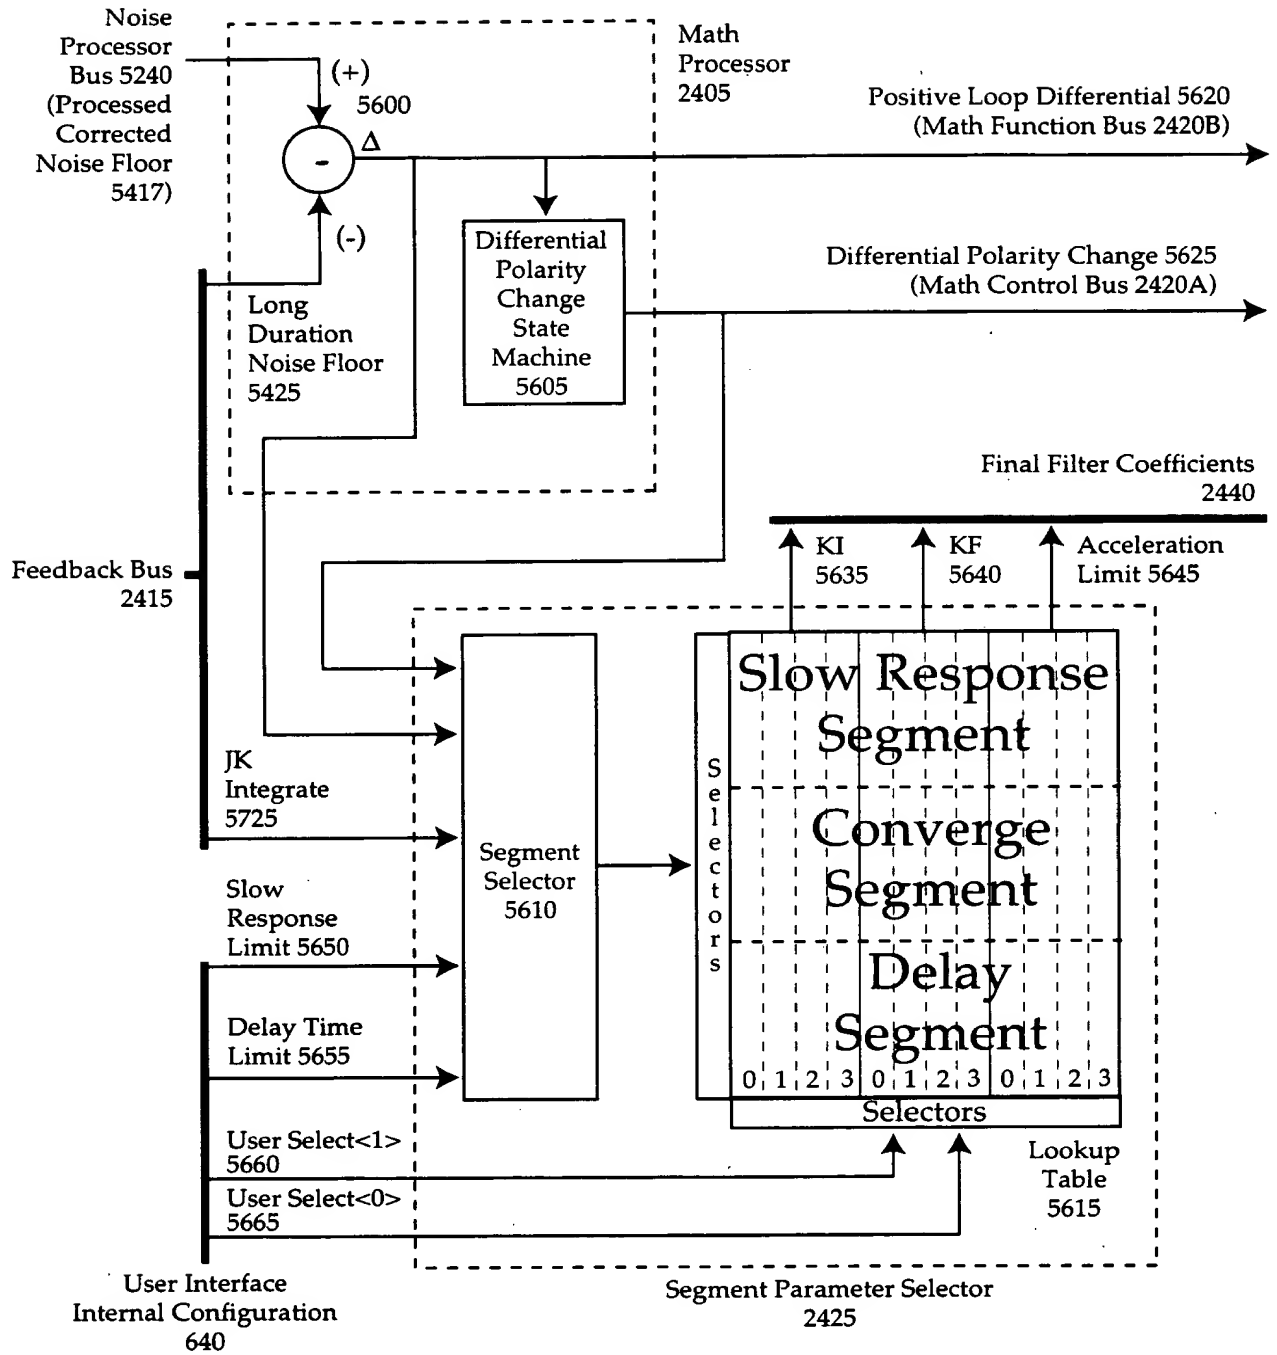 Noise
Processor
Bus 5240
(Processed
Corrected
Noise Floor
5417)
(+)
5600
Δ
-
(-)
Math
Processor
2405
Positive Loop Differential 5620
(Math Function Bus 2420B)
Differential
Polarity
Change
State
Machine
5605
Differential Polarity Change 5625
(Math Control Bus 2420A)
Long
Duration
Noise Floor
5425
Final Filter Coefficients
2440
KI
5635
KF
5640
Acceleration
Limit 5645
Feedback Bus
2415
JK
Integrate
5725
Slow
Response
Limit 5650
Delay Time
Limit 5655
Segment
Selector
5610
Selectors
Slow Response
Segment
Converge
Segment
Delay
Segment
0 1 2 3 0 1 2 3 0 1 2 3
Selectors
User Select<1>
5660
User Select<0>
5665
Lookup
Table
5615
User Interface
Internal Configuration
640
Segment Parameter Selector
2425